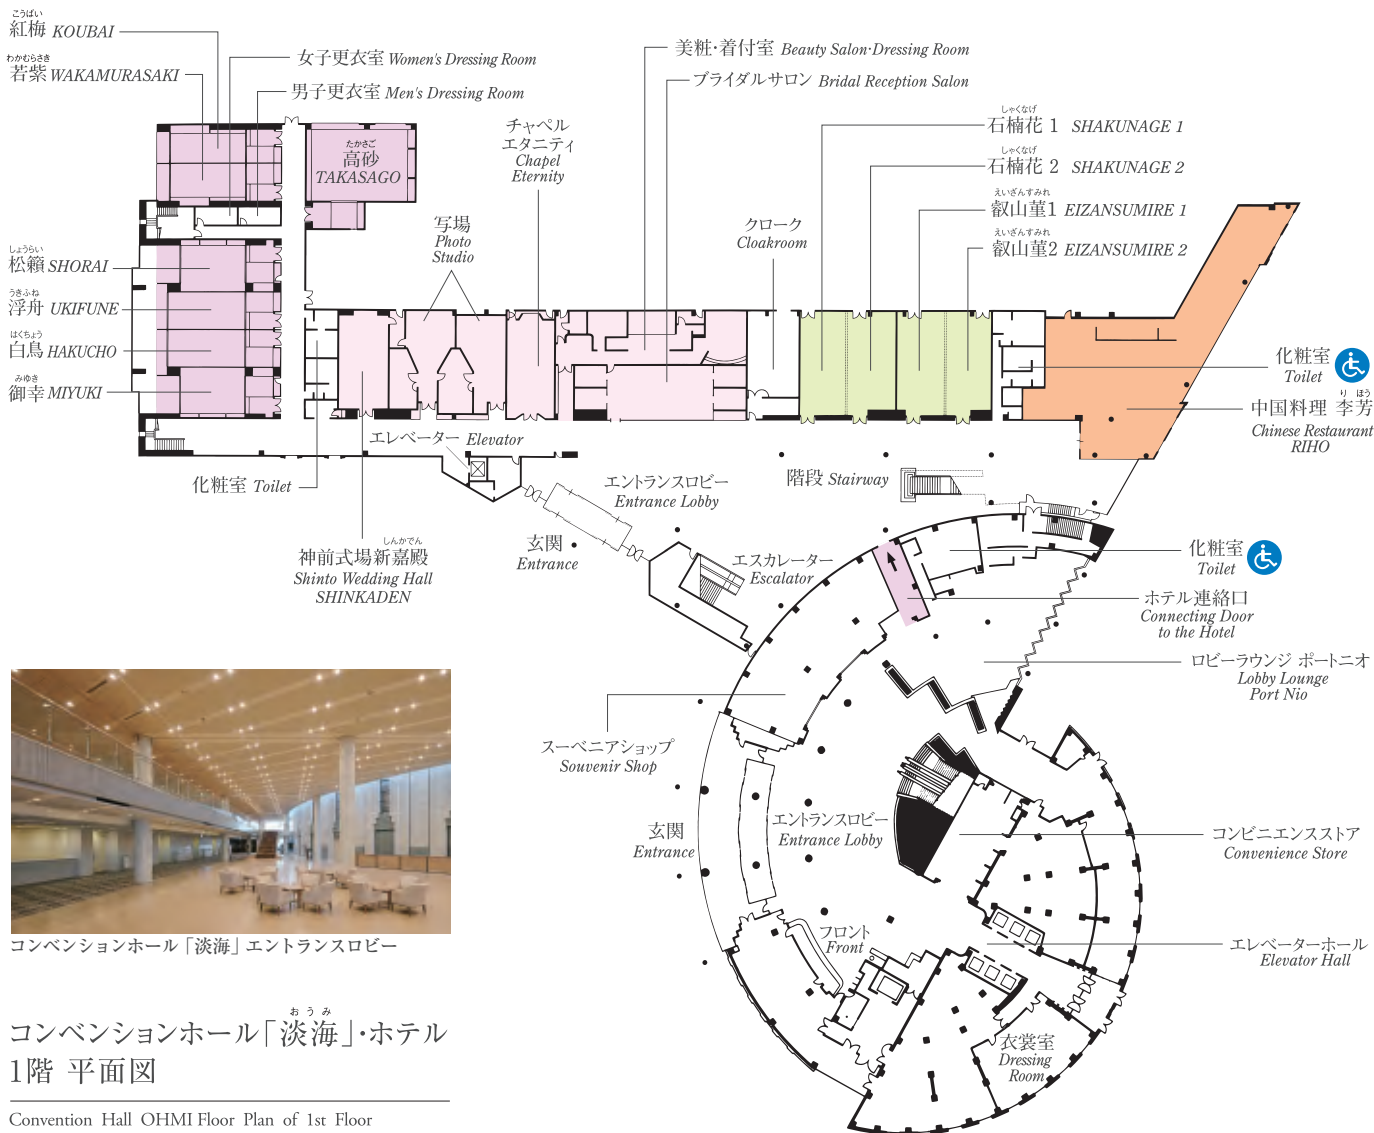 こうばい
紅梅 KOUBAI
わかむらさき
若紫 WAKAMURASAKI
女子更衣室 Women's Dressing Room
男子更衣室 Men's Dressing Room
たかさご
高砂
TAKASAGO
チャペル
エタニティ
Chapel
Eternity
美粧・着付室 Beauty Salon·Dressing Room
ブライダルサロン Bridal Reception Salon
しゃくなげ
石楠花 1 SHAKUNAGE 1
しゃくなげ
石楠花 2 SHAKUNAGE 2
えいざんすみれ
叡山菫1 EIZANSUMIRE 1
えいざんすみれ
叡山菫2 EIZANSUMIRE 2
写場
Photo
Studio
クローク
Cloakroom
しょうらい
松籟 SHORAI
うきふね
浮舟 UKIFUNE
はくちょう
白鳥 HAKUCHO
みゆき
御幸 MIYUKI
化粧室
Toilet
り ほう
中国料理 李芳
Chinese Restaurant
RIHO
エレベーター Elevator
化粧室 Toilet
エントランスロビー
Entrance Lobby
階段 Stairway
玄関
Entrance
しんかでん
神前式場新嘉殿
Shinto Wedding Hall
SHINKADEN
エスカレーター
Escalator
化粧室
Toilet
ホテル連絡口
Connecting Door
to the Hotel
ロビーラウンジ ポートニオ
Lobby Lounge
Port Nio
スーベニアショップ
Souvenir Shop
玄関
Entrance
エントランスロビー
Entrance Lobby
コンビニエンスストア
Convenience Store
フロント
Front
エレベーターホール
Elevator Hall
衣裳室
Dressing
Room
コンベンションホール「淡海」エントランスロビー
おうみ
コンベンションホール「淡海」・ホテル
1階 平面図
Convention Hall OHMI Floor Plan of 1st Floor